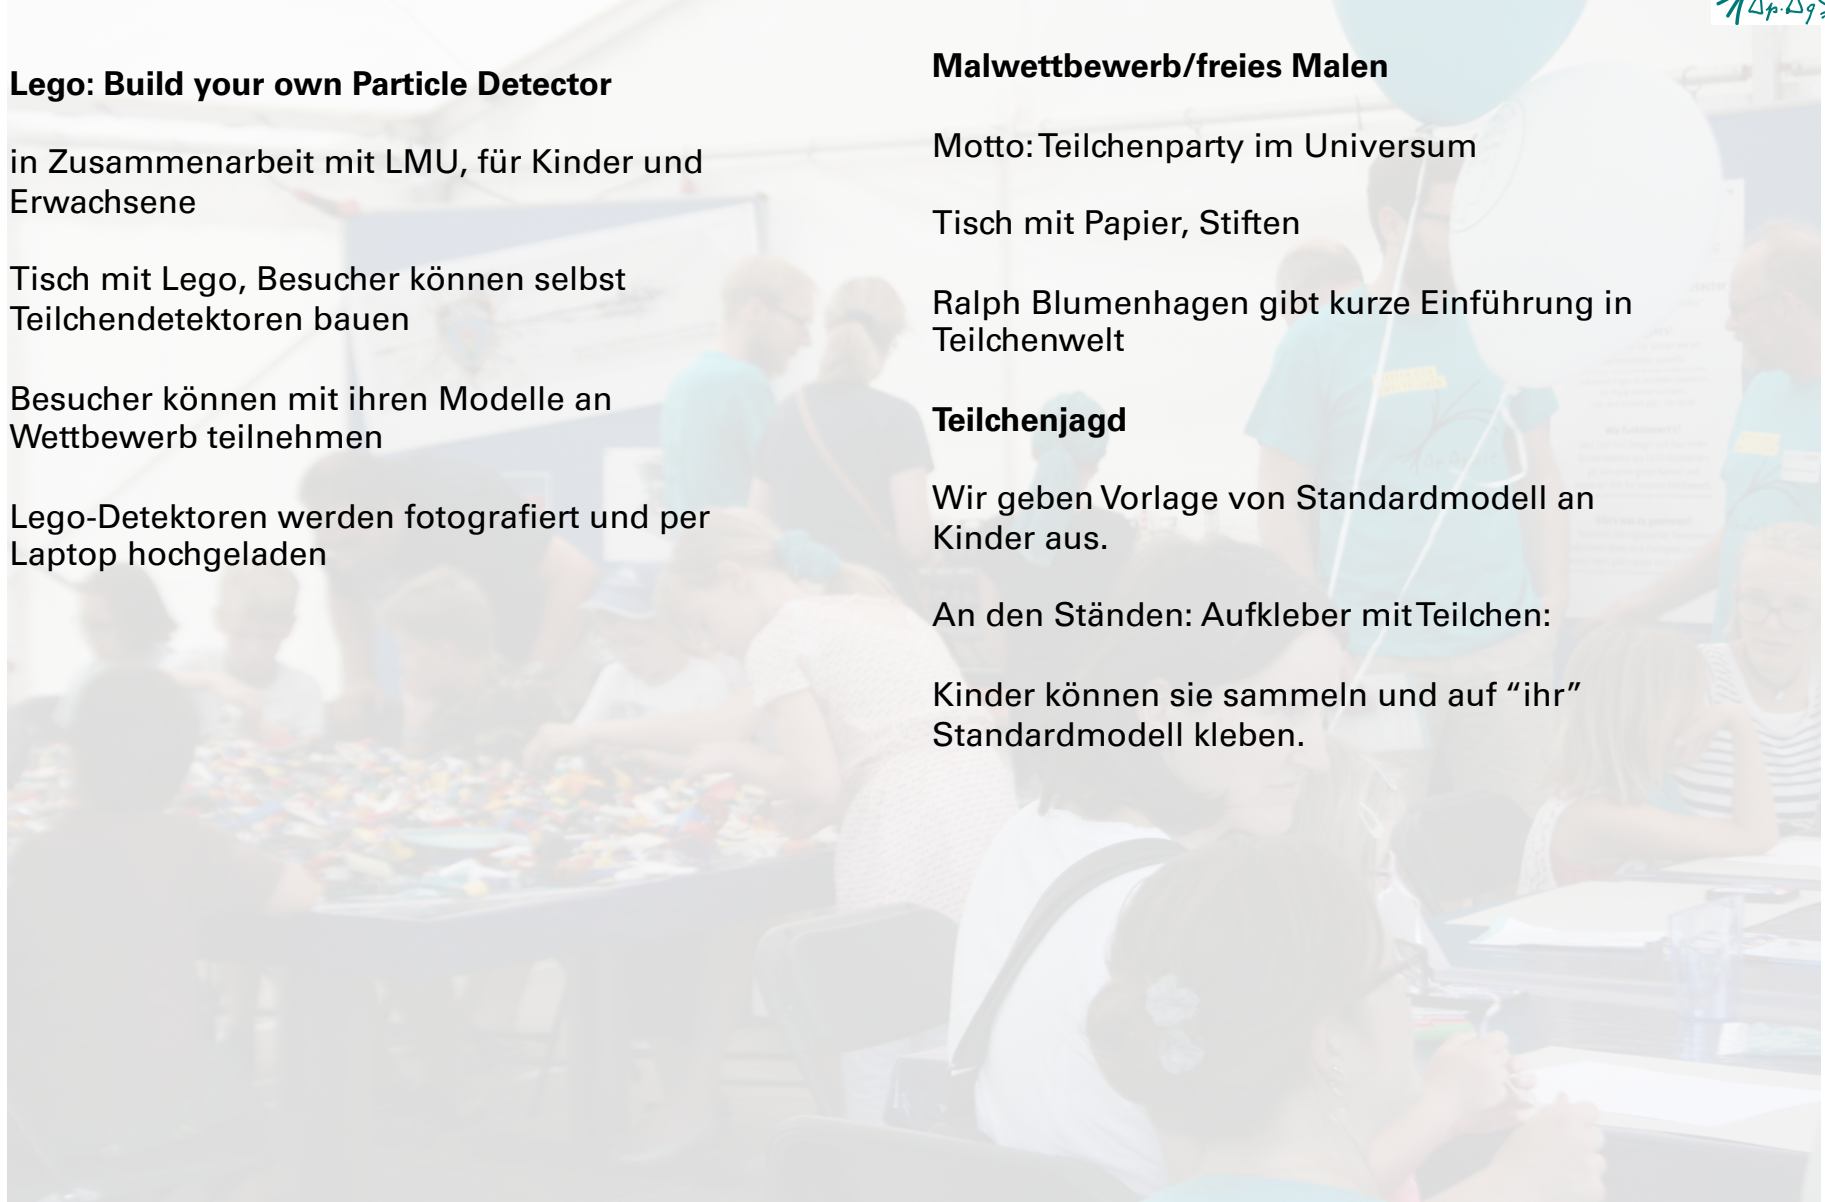 Lego: Build your own Particle Detector
in Zusammenarbeit mit LMU, für Kinder und
Erwachsene
Tisch mit Lego, Besucher können selbst
Teilchendetektoren bauen
Besucher können mit ihren Modelle an
Wettbewerb teilnehmen
Lego-Detektoren werden fotografiert und per
Laptop hochgeladen
Malwettbewerb/freies Malen
Motto: Teilchenparty im Universum
Tisch mit Papier, Stiften
Ralph Blumenhagen gibt kurze Einführung in
Teilchenwelt
Teilchenjagd
Wir geben Vorlage von Standardmodell an
Kinder aus.
An den Ständen: Aufkleber mit Teilchen:
Kinder können sie sammeln und auf “ihr”
Standardmodell kleben.